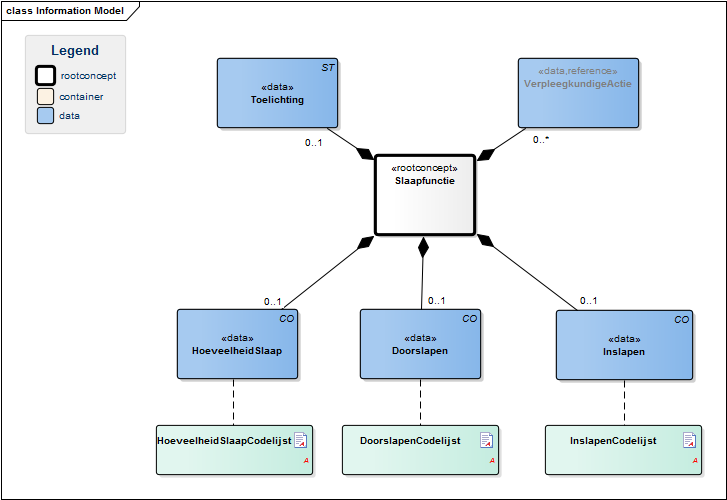 class Information Model
Legend
rootconcept
container
data
ST
«data»
Toelichting
«data,reference»
VerpleegkundigeActie
0..1
0..*
«rootconcept»
Slaapfunctie
0..1
0..1
0..1
CO
«data»
HoeveelheidSlaap
CO
«data»
Doorslapen
CO
«data»
Inslapen
HoeveelheidSlaapCodelijst
A
DoorslapenCodelijst
A
InslapenCodelijst
A